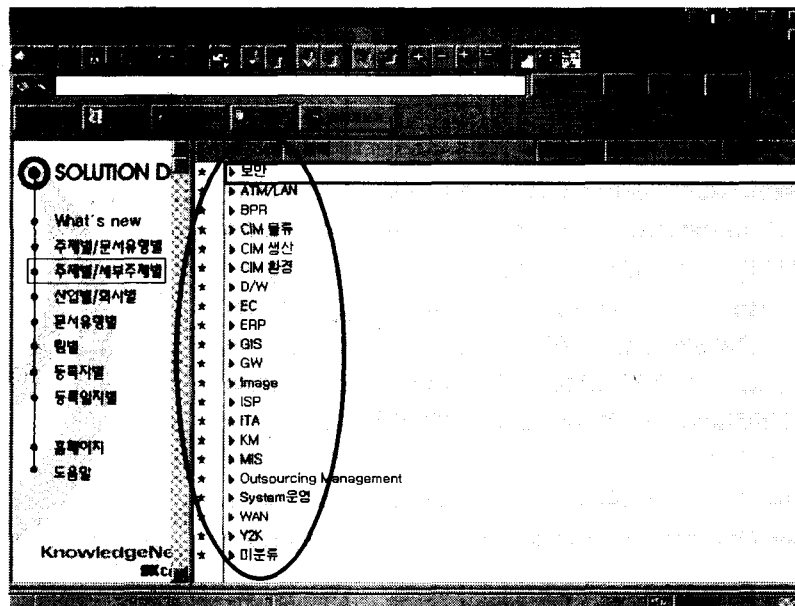 SOLUTION D
What's new
주제별/문서유형별
주제별/세부주제별
산업별/회사별
문서유형별
팀별
등록자별
등록일자별
홈페이지
도움말
KnowledgeNe
보안
ATM/LAN
BPR
CIM 물류
CIM 생산
CIM 환경
D/W
EC
ERP
GIS
GW
Image
ISP
ITA
KM
MIS
Outsourcing Management
System운영
WAN
Y2K
미분류